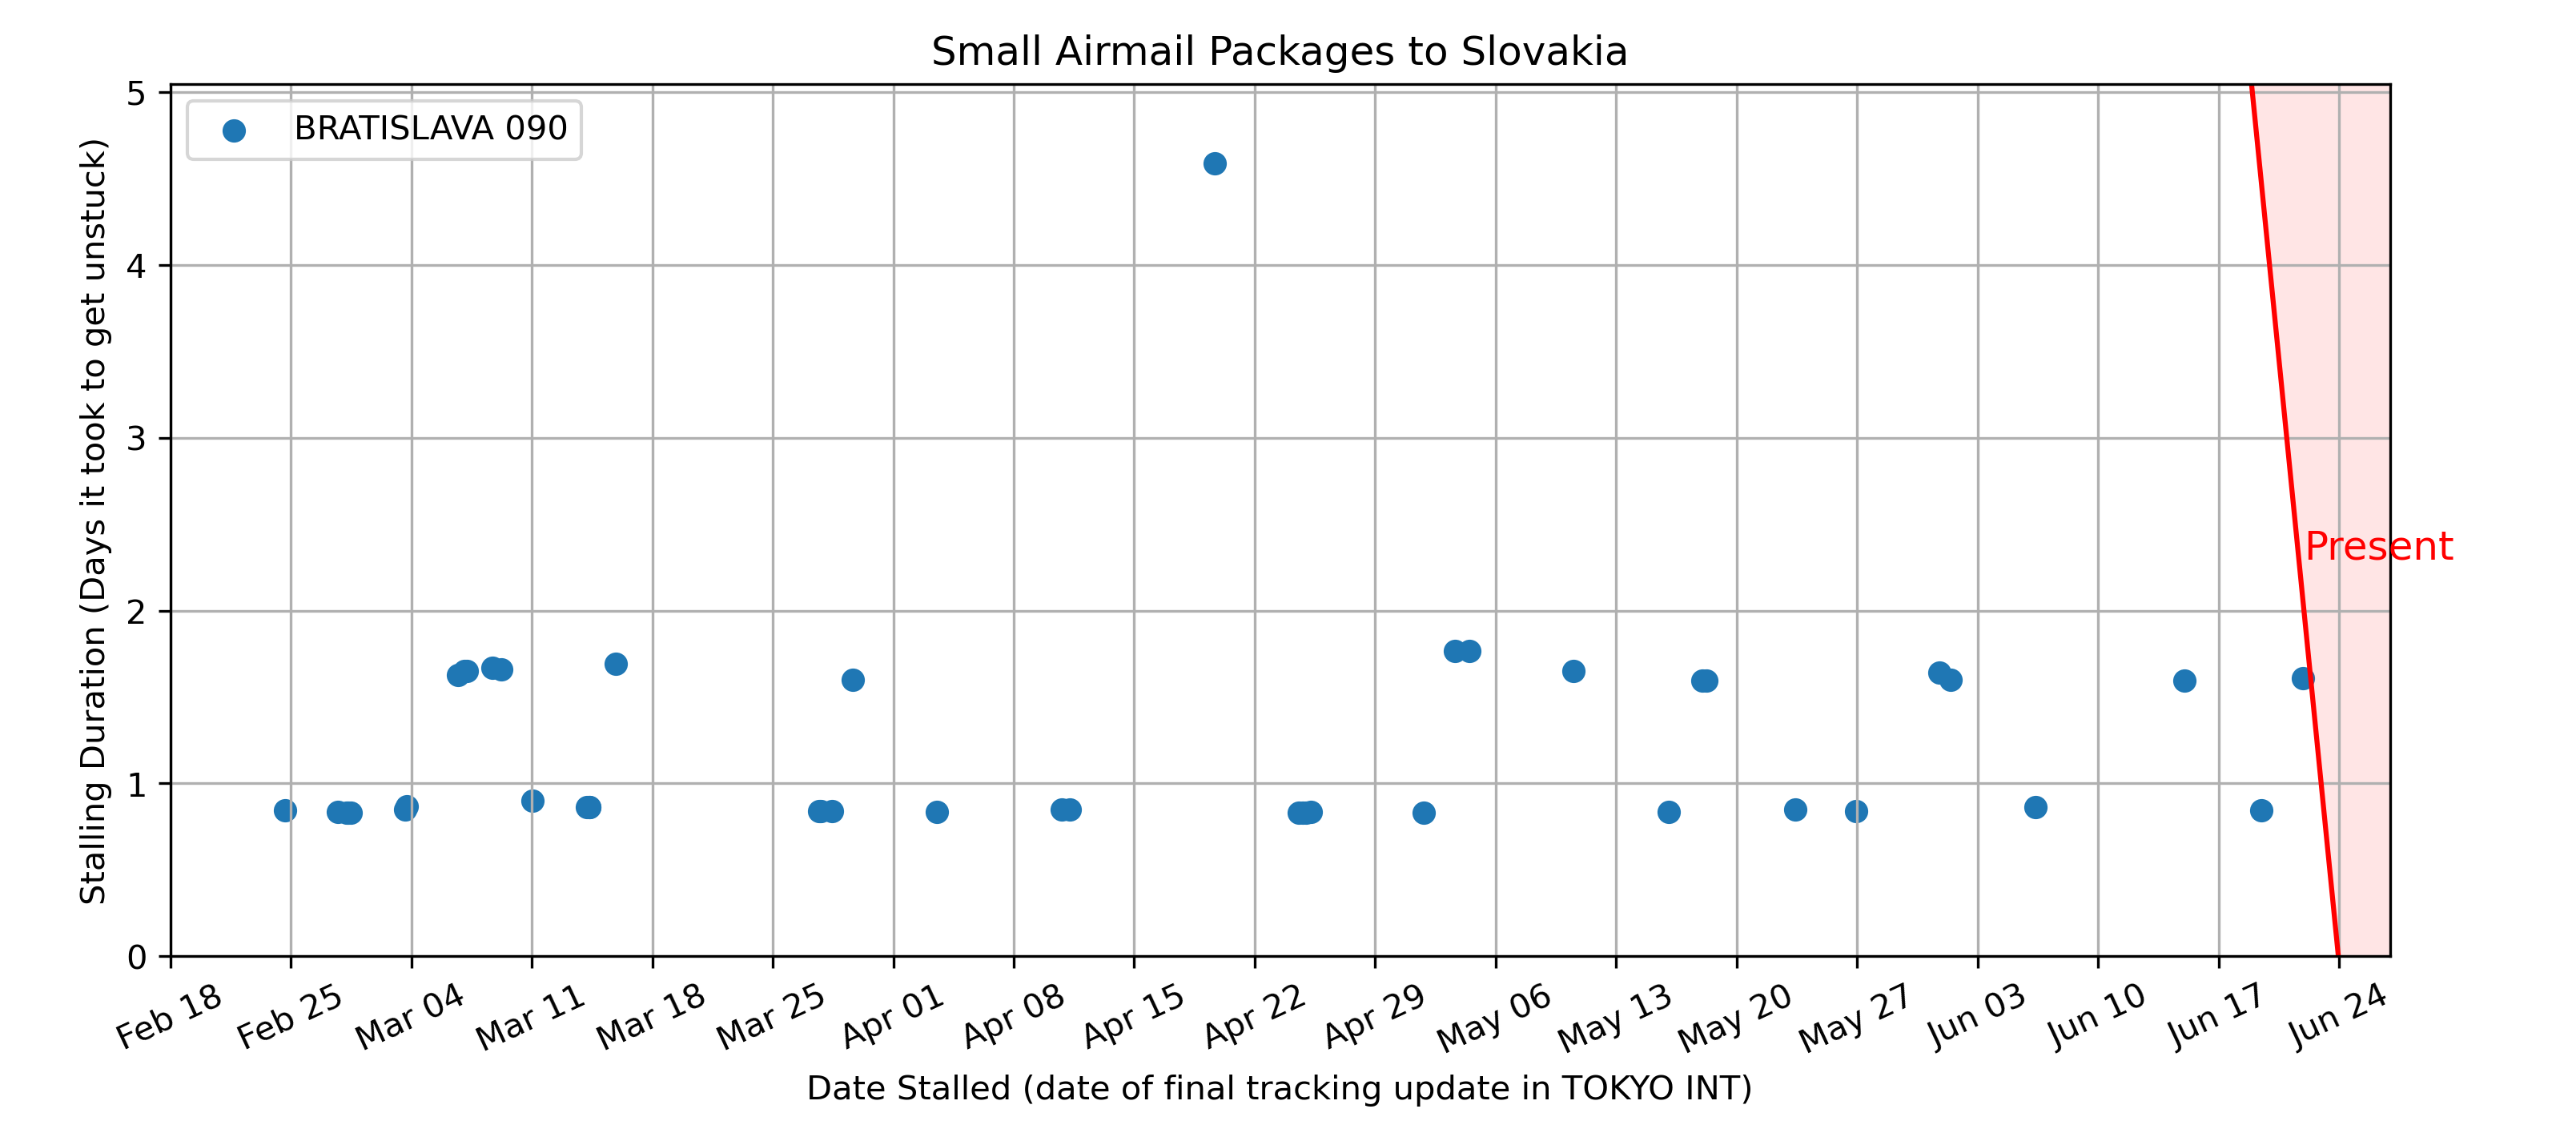 Small Airmail Packages to Slovakia
BRATISLAVA 090
Stalling Duration (Days it took to get unstuck)
5
4
3
2
1
0
Present
Feb 18
Feb 25
Mar 04
Mar 11
Mar 18
Mar 25
Apr 01
Apr 08
Apr 15
Apr 22
Apr 29
May 06
May 13
May 20
May 27
Jun 03
Jun 10
Jun 17
Jun 24
Date Stalled (date of final tracking update in TOKYO INT)